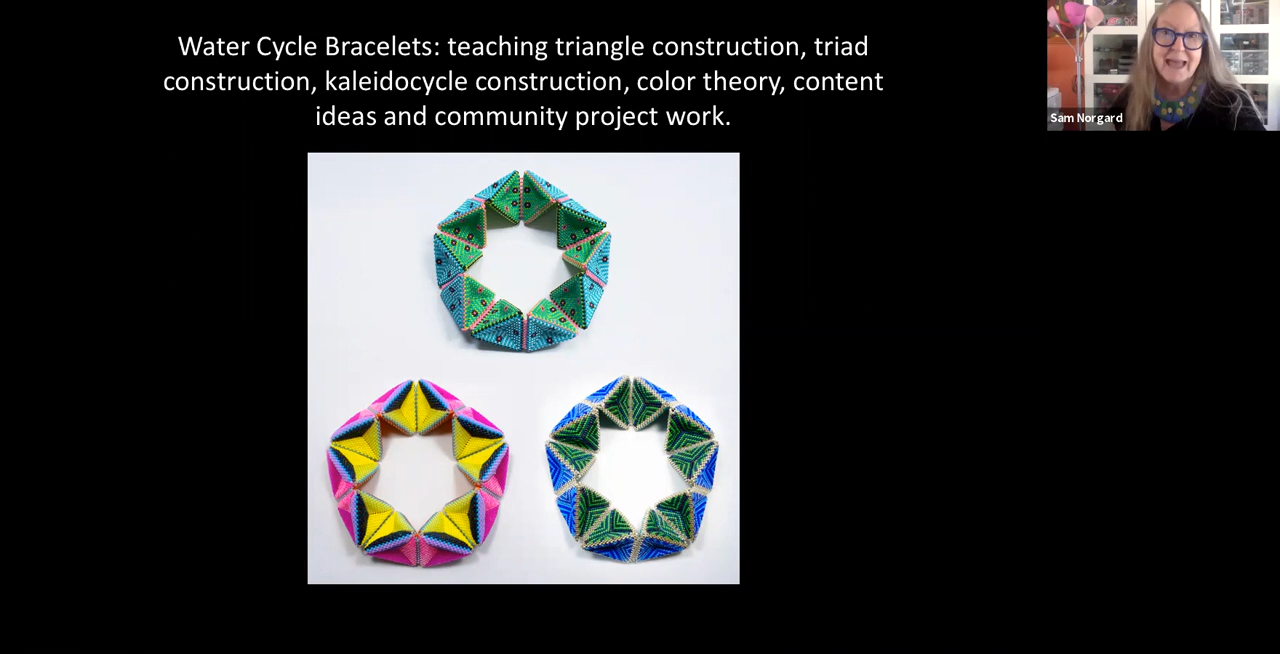 Water Cycle Bracelets: teaching triangle construction, triad
construction, kaleidocycle construction, color theory, content
ideas and community project work.
Sam Norgard